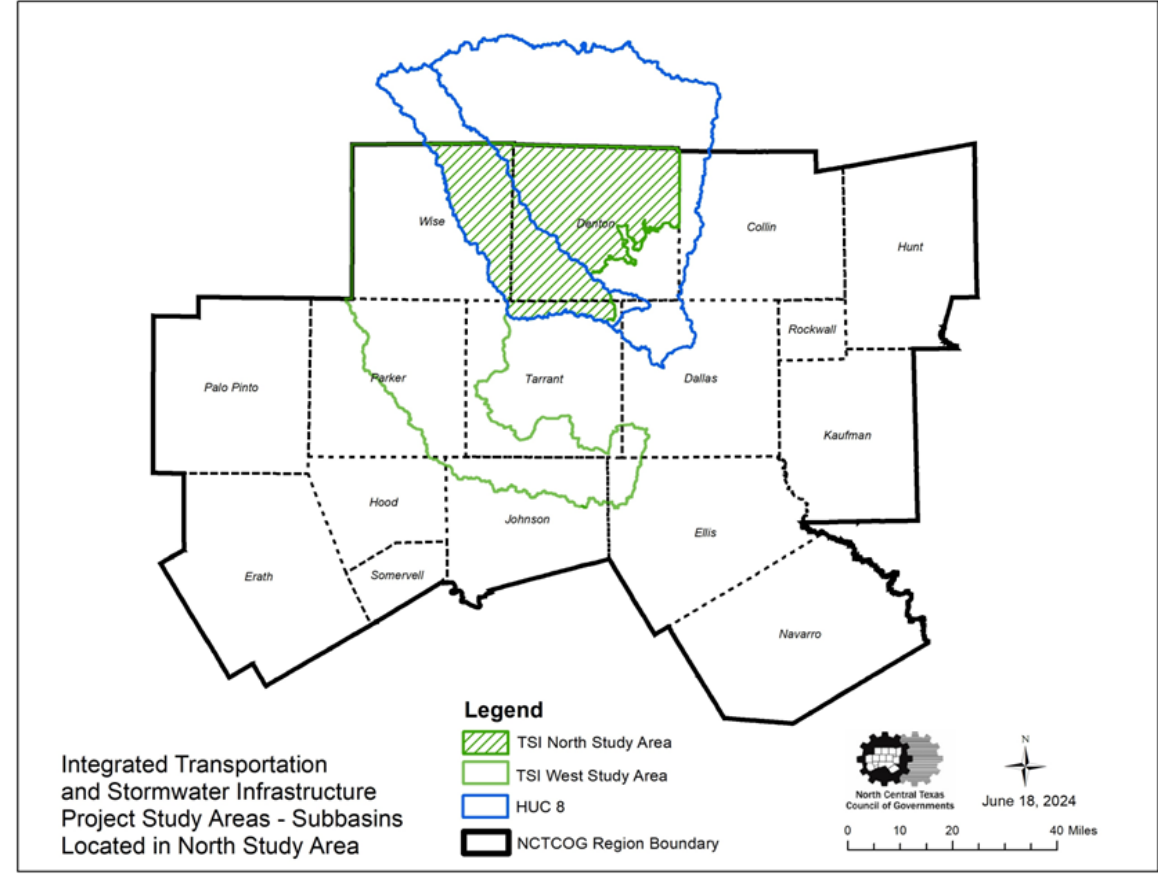 Wise
Denton
Collin
Hunt
Rockwall
Palo Pinto
Parker
Tarrant
Dallas
Kaufman
Hood
Johnson
Ellis
Erath
Somervell
Navarro
Legend
TSI North Study Area
TSI West Study Area
HUC 8
NCTCOG Region Boundary
Integrated Transportation
and Stormwater Infrastructure
Project Study Areas - Subbasins
Located in North Study Area
North Central Texas
Council of Governments
N
June 18, 2024
0 10 20 40 Miles